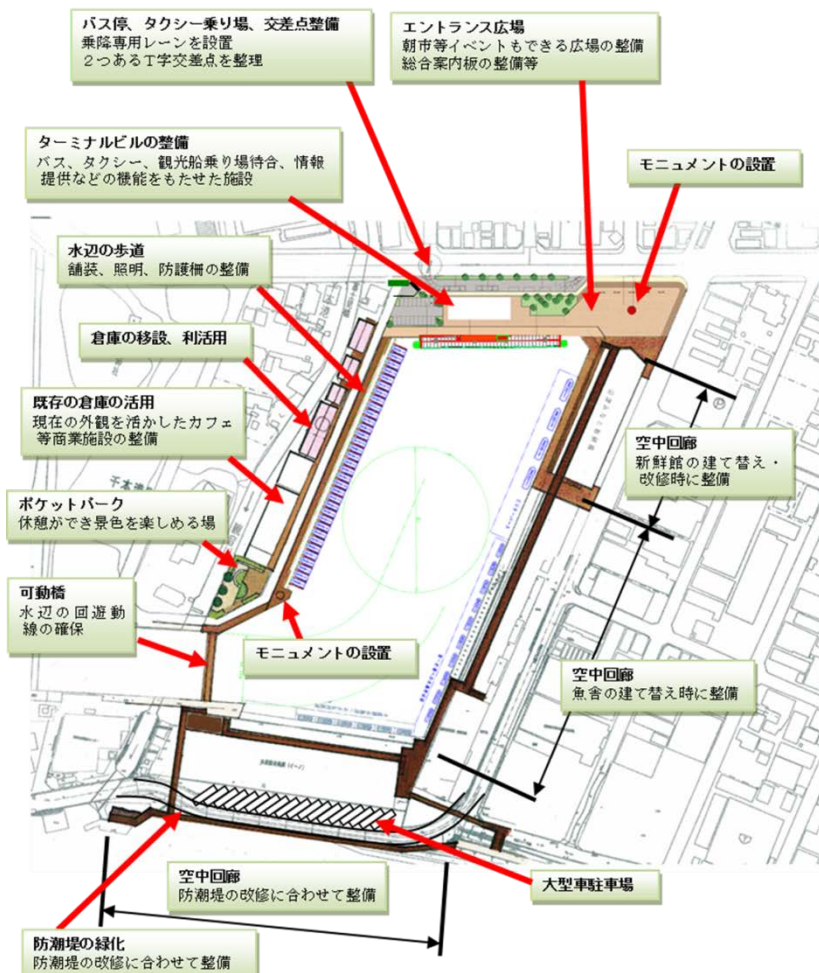 バス停、タクシー乗り場、交差点整備
乗降専用レーンを設置
２つあるＴ字交差点を整理
エントランス広場
朝市等イベントもできる広場の整備
総合案内板の整備等
ターミナルビルの整備
バス、タクシー、観光船乗り場待合、情報
提供などの機能をもたせた施設
モニュメントの設置
水辺の歩道
舗装、照明、防護柵の整備
倉庫の移設、利活用
既存の倉庫の活用
現在の外観を活かしたカフェ
等商業施設の整備
空中回廊
新鮮館の建て替え・
改修時に整備
ポケットパーク
休憩ができ景色を楽しめる場
可動橋
水辺の回遊動
線の確保
モニュメントの設置
空中回廊
魚舎の建て替え時に整備
空中回廊
防潮堤の改修に合わせて整備
大型車駐車場
防潮堤の緑化
防潮堤の改修に合わせて整備